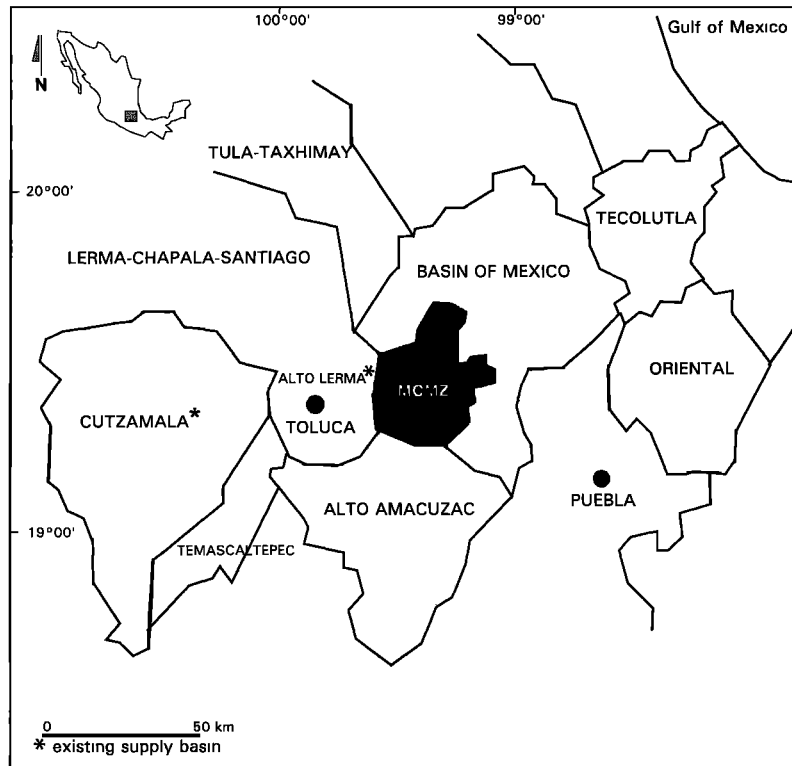 100°00'
99°00'
Gulf of Mexico
N
TULA-TAXHIMAY
20°00'
TECOLUTLA
LERMA-CHAPALA-SANTIAGO
BASIN OF MEXICO
ALTO LERMA*
MCMZ
ORIENTAL
CUTZAMALA*
TOLUCA
PUEBLA
ALTO AMACUZAC
19°00'
TEMASCALTEPEC
0 50 km
* existing supply basin